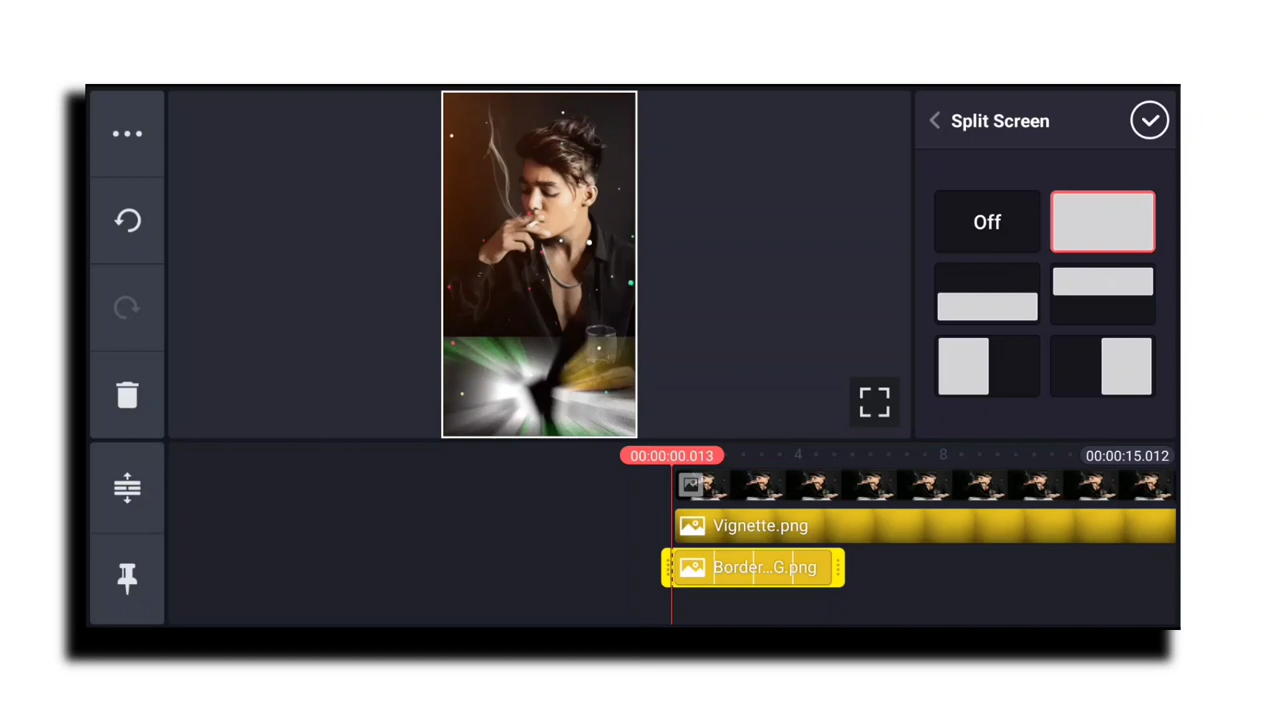 Split Screen
Off
00:00:00.013
4
8
00:00:15.012
Vignette.png
Border...G.png